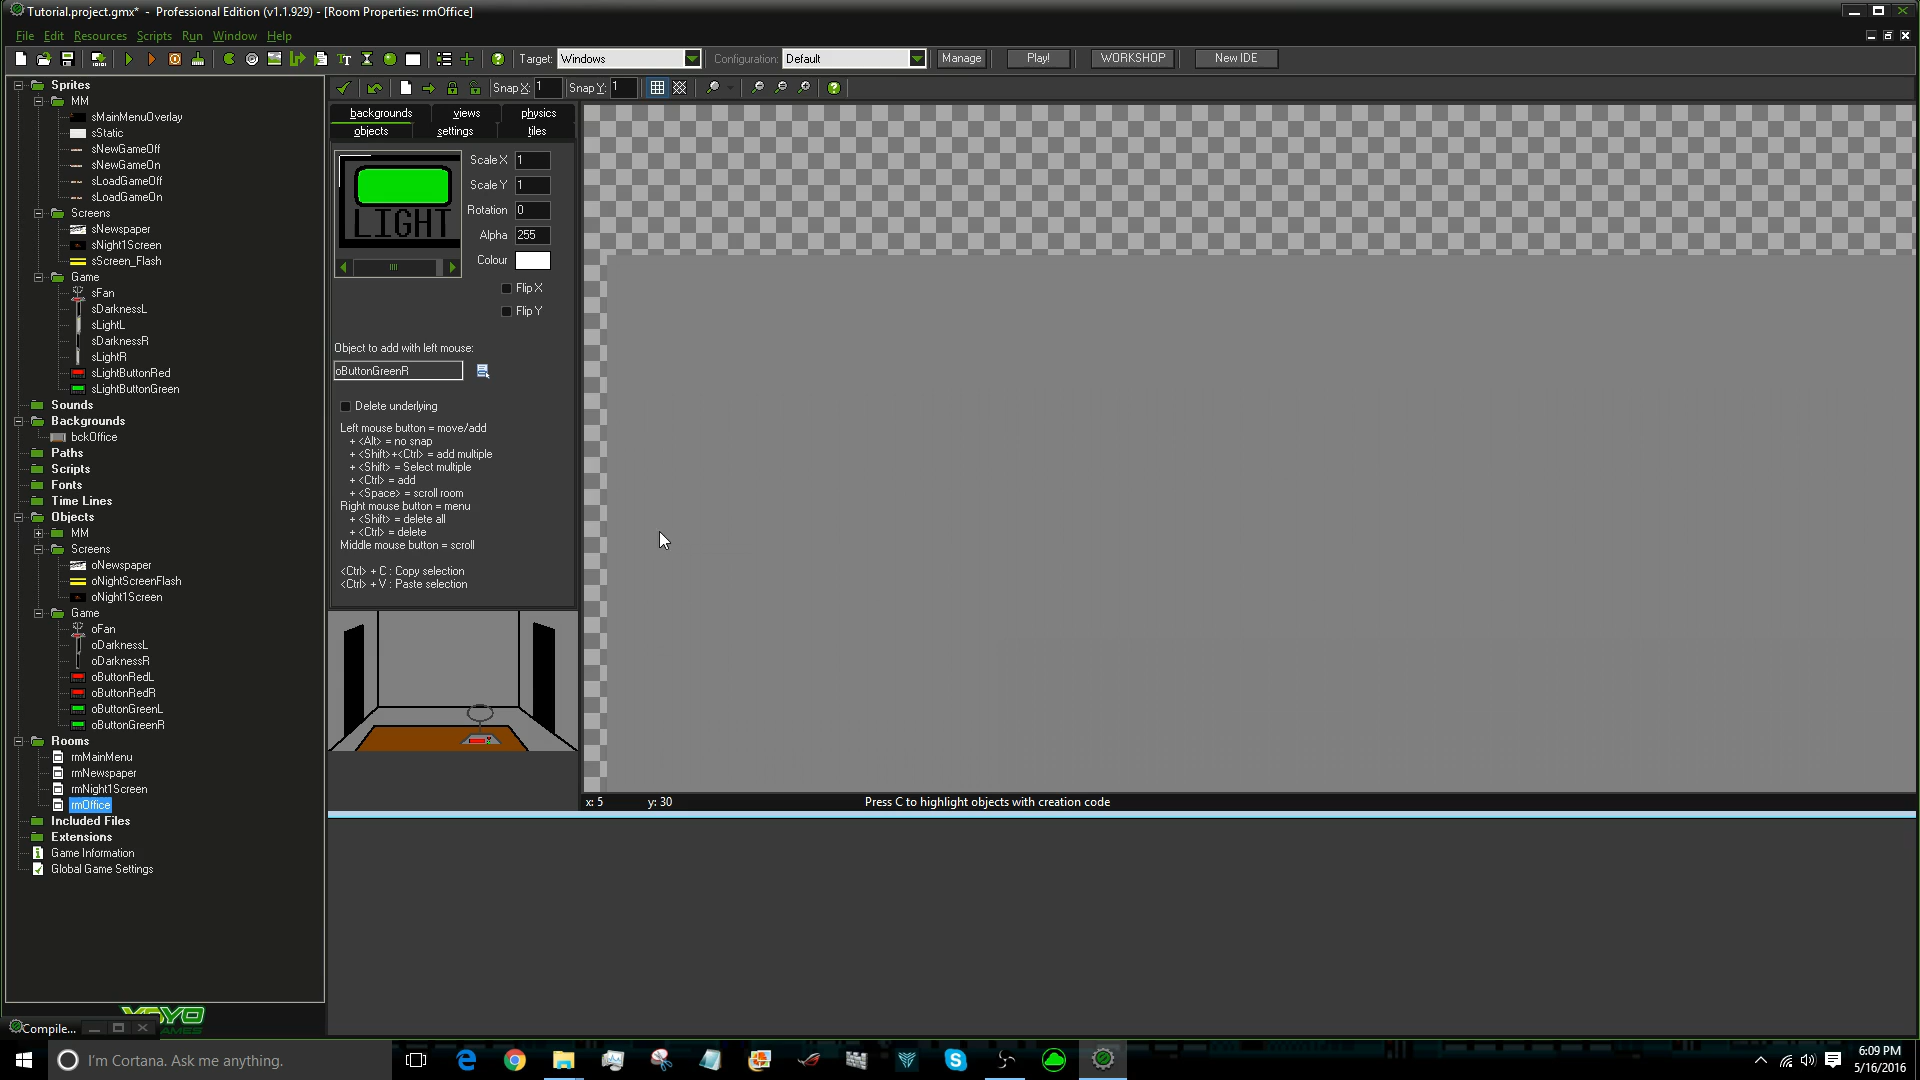 Tutorial.project.gmx* - Professional Edition (v1.1.929) - [Room Properties: rmOffice]
File Edit Resources Scripts Run Window Help
Target: Windows Configuration: Default Manage Play! WORKSHOP New IDE
Snap X: 1 Snap Y: 1
Sprites
MM
sMainMenuOverlay
sStatic
sNewGameOff
sNewGameOn
sLoadGameOff
sLoadGameOn
Screens
sNewspaper
sNight1Screen
sScreen_Flash
Game
sFan
sDarknessL
sLightL
sDarknessR
sLightR
sLightButtonRed
sLightButtonGreen
Sounds
Backgrounds
bckOffice
Paths
Scripts
Fonts
Time Lines
Objects
MM
Screens
oNewspaper
oNightScreenFlash
oNight1Screen
Game
oFan
oDarknessL
oDarknessR
oButtonRedL
oButtonRedR
oButtonGreenL
oButtonGreenR
Rooms
rmMainMenu
rmNewspaper
rmNight1Screen
rmOffice
Included Files
Extensions
Game Information
Global Game Settings
backgrounds views physics
objects settings tiles
LIGHT
Scale X 1
Scale Y 1
Rotation 0
Alpha 255
Colour
Flip X
Flip Y
Object to add with left mouse:
oButtonGreenR
Delete underlying
Left mouse button = move/add
+ <Alt> = no snap
+ <Shift>+<Ctrl> = add multiple
+ <Shift> = Select multiple
+ <Ctrl> = add
+ <Space> = scroll room
Right mouse button = menu
+ <Shift> = delete all
+ <Ctrl> = delete
Middle mouse button = scroll
<Ctrl> + C : Copy selection
<Ctrl> + V : Paste selection
x: 5 y: 30 Press C to highlight objects with creation code
YOYO
GAMES
Compile...
I'm Cortana. Ask me anything.
6:09 PM
5/16/2016